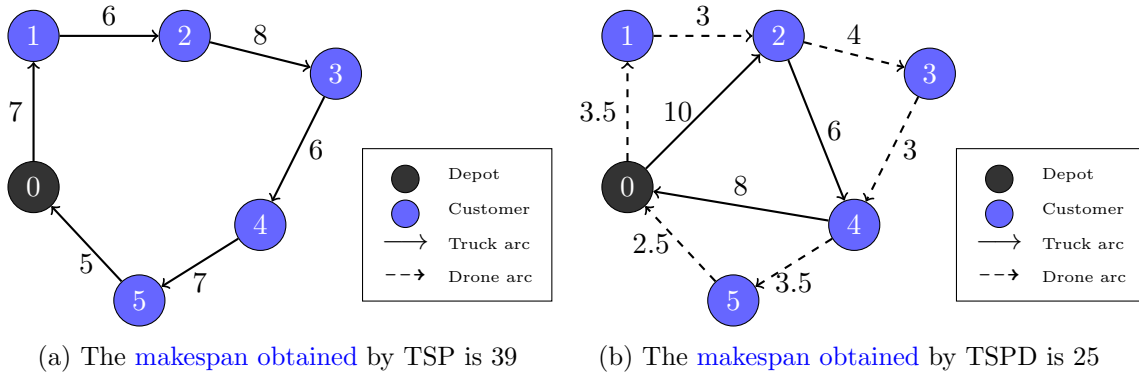 6
1
2
8
3
7
6
0
4
5
7
5
Depot
Customer
Truck arc
Drone arc
(a) The makespan obtained by TSP is 39
3
1
2
4
3
3.5
10
6
3
0
8
4
2.5
3.5
5
Depot
Customer
Truck arc
Drone arc
(b) The makespan obtained by TSPD is 25